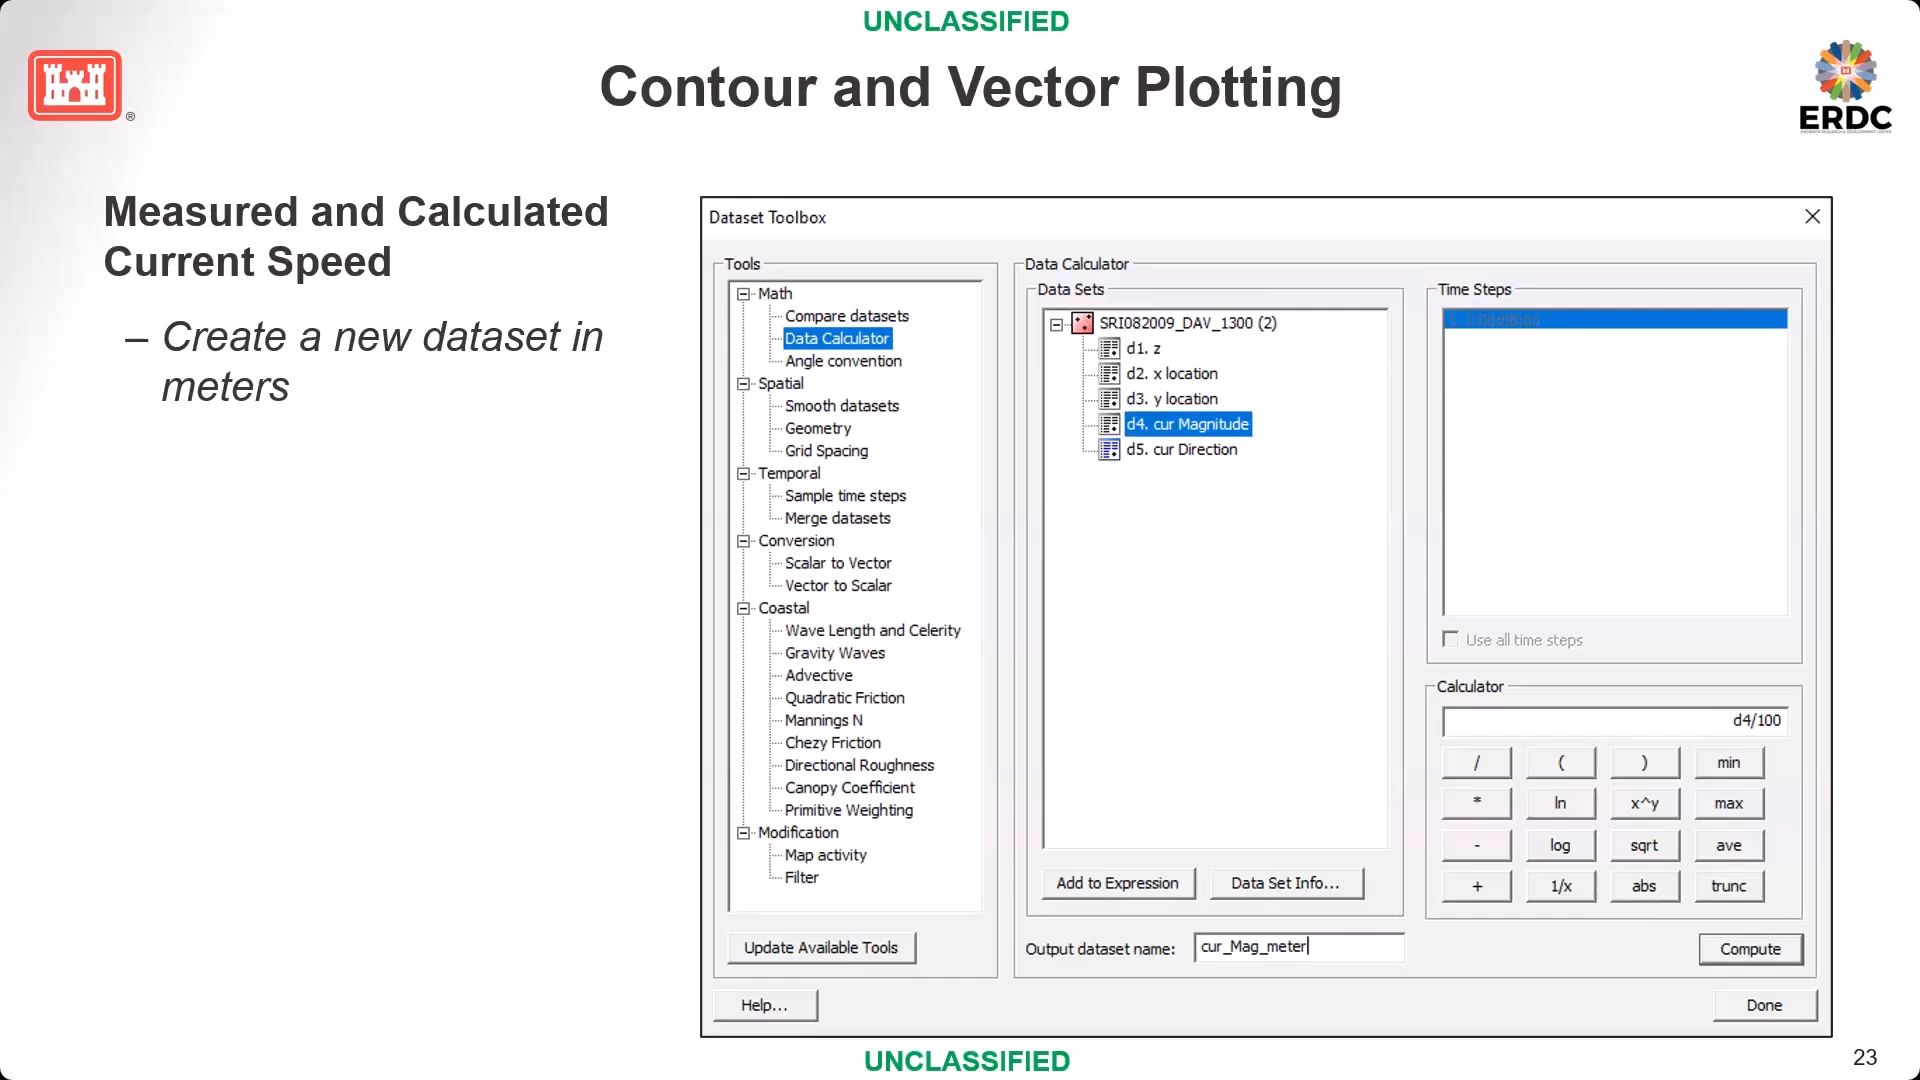 UNCLASSIFIED
Contour and Vector Plotting
®
ERDC
Measured and Calculated
Current Speed
– Create a new dataset in
meters
Dataset Toolbox
Tools
Math
Compare datasets
Data Calculator
Angle convention
Spatial
Smooth datasets
Geometry
Grid Spacing
Temporal
Sample time steps
Merge datasets
Conversion
Scalar to Vector
Vector to Scalar
Coastal
Wave Length and Celerity
Gravity Waves
Advective
Quadratic Friction
Mannings N
Chezy Friction
Directional Roughness
Canopy Coefficient
Primitive Weighting
Modification
Map activity
Filter
Update Available Tools
Help...
Data Calculator
Data Sets
SRI082009_DAV_1300 (2)
d1. z
d2. x location
d3. y location
d4. cur Magnitude
d5. cur Direction
Add to Expression
Data Set Info...
Output dataset name:
cur_Mag_meter
Time Steps
Use all time steps
Calculator
d4/100
/ ( ) min
* ln x^y max
- log sqrt ave
+ 1/x abs trunc
Compute
Done
UNCLASSIFIED
23